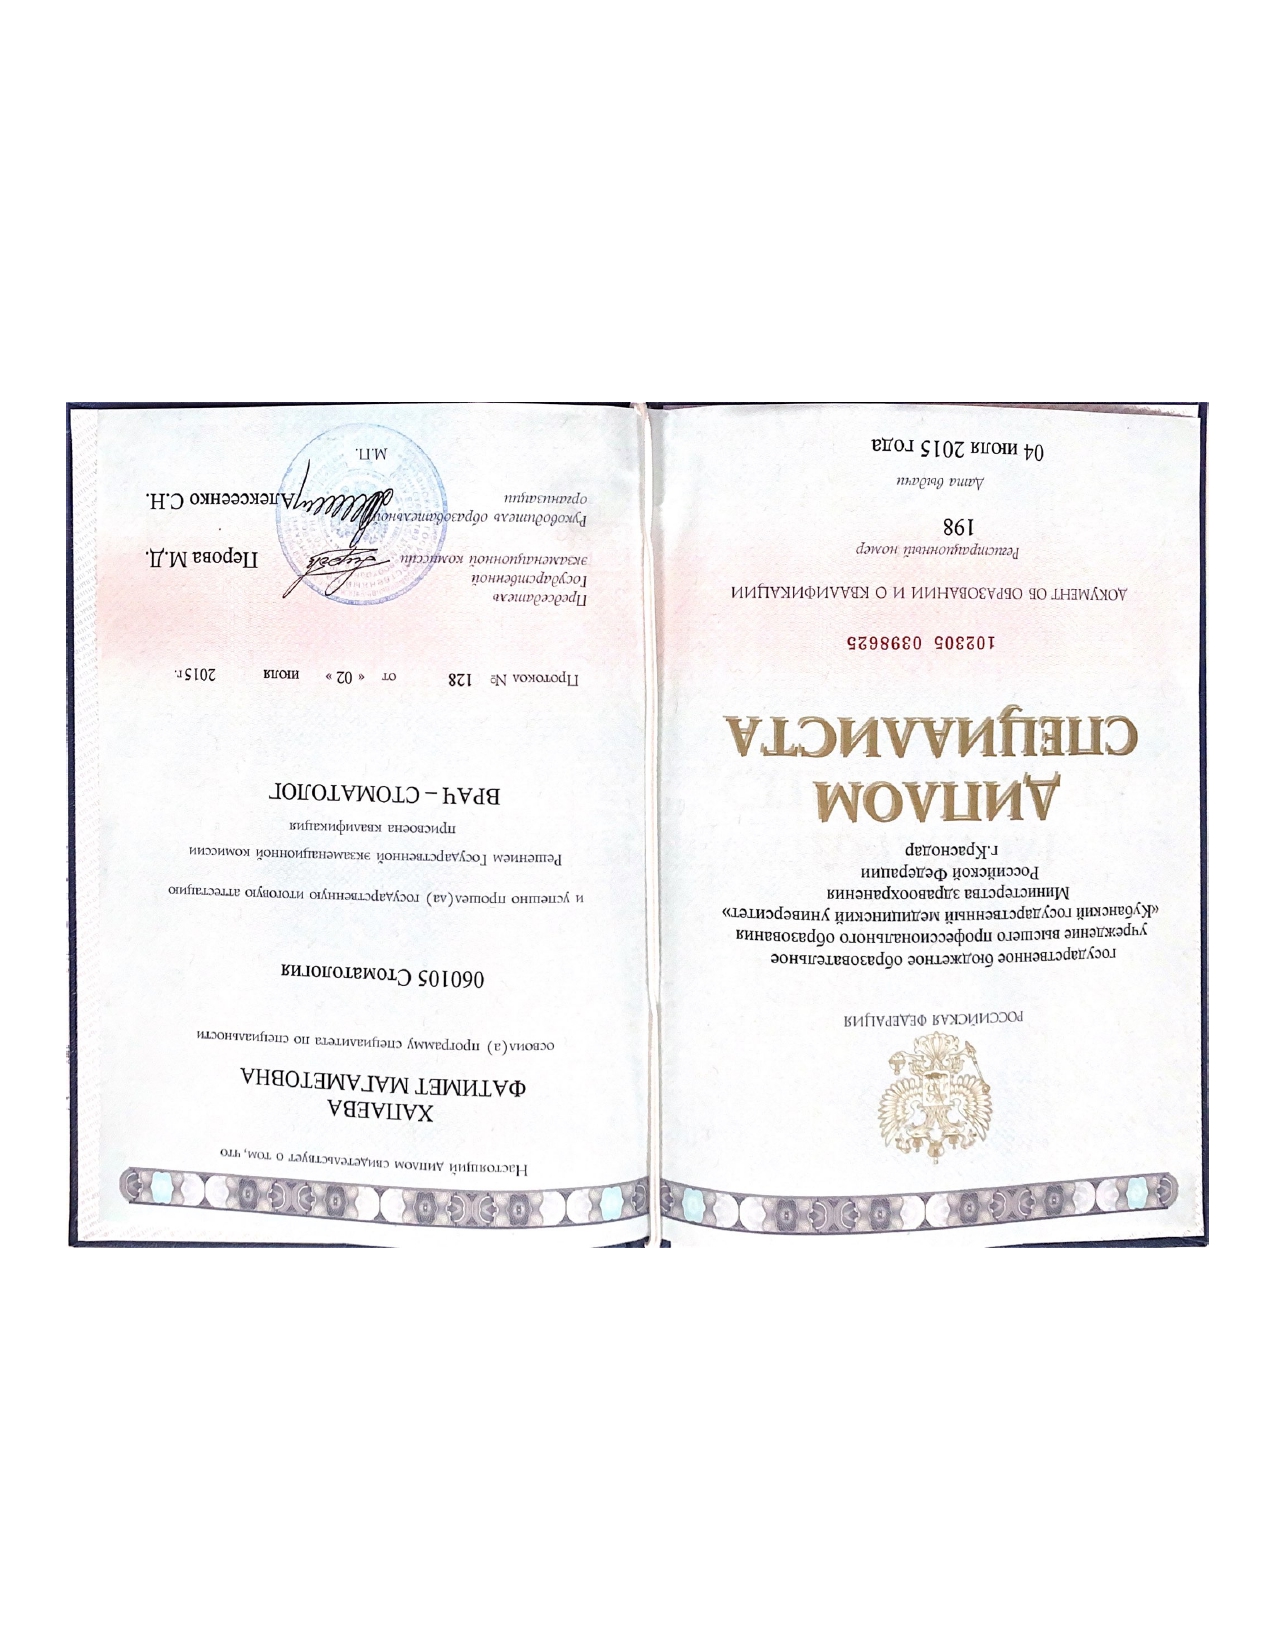 РОССИЙСКАЯ ФЕДЕРАЦИЯ
государственное бюджетное образовательное
учреждение высшего профессионального образования
«Кубанский государственный медицинский университет»
Министерства здравоохранения
Российской Федерации
г.Краснодар
ДИПЛОМ
СПЕЦИАЛИСТА
102305 0398625
ДОКУМЕНТ ОБ ОБРАЗОВАНИИ И О КВАЛИФИКАЦИИ
Регистрационный номер
198
Дата выдачи
04 июля 2015 года
Настоящий диплом свидетельствует о том, что
ХАПАЕВА
ФАТИМЕТ МАГАМЕТОВНА
освоил(а) программу специалитета по специальности
060105 Стоматология
и успешно прошел(ла) государственную итоговую аттестацию
Решением Государственной экзаменационной комиссии
присвоена квалификация
ВРАЧ – СТОМАТОЛОГ
Протокол № 128 от « 02 » июля 2015 г.
Председатель
Государственной
экзаменационной комиссии Перова М.Д.
Руководитель образовательной
организации Алексеенко С.Н.
М.П.